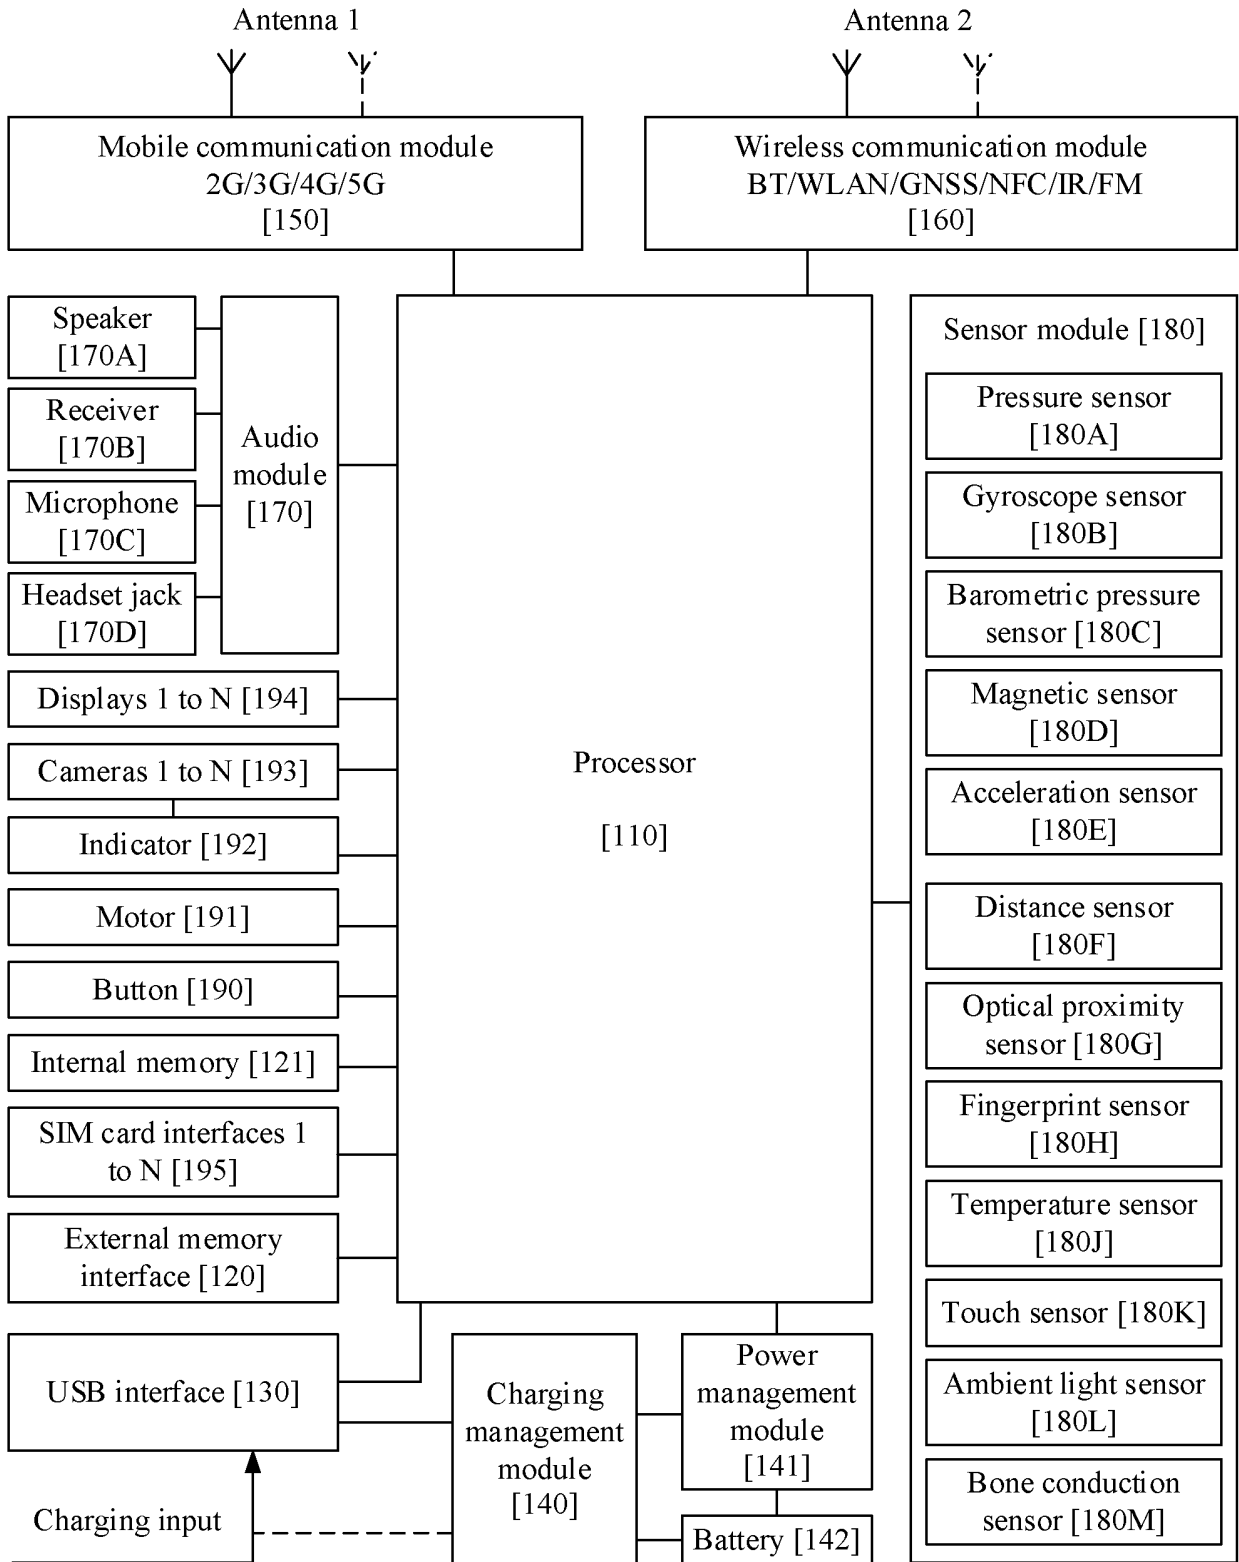 Antenna 1
Antenna 2
Mobile communication module
2G/3G/4G/5G
[150]
Wireless communication module
BT/WLAN/GNSS/NFC/IR/FM
[160]
Speaker
[170A]
Receiver
[170B]
Microphone
[170C]
Headset jack
[170D]
Audio
module
[170]
Displays 1 to N [194]
Cameras 1 to N [193]
Indicator [192]
Motor [191]
Button [190]
Internal memory [121]
SIM card interfaces 1
to N [195]
External memory
interface [120]
Processor
[110]
Sensor module [180]
Pressure sensor
[180A]
Gyroscope sensor
[180B]
Barometric pressure
sensor [180C]
Magnetic sensor
[180D]
Acceleration sensor
[180E]
Distance sensor
[180F]
Optical proximity
sensor [180G]
Fingerprint sensor
[180H]
Temperature sensor
[180J]
Touch sensor [180K]
Ambient light sensor
[180L]
Bone conduction
sensor [180M]
USB interface [130]
Charging input
Charging
management
module
[140]
Power
management
module
[141]
Battery [142]